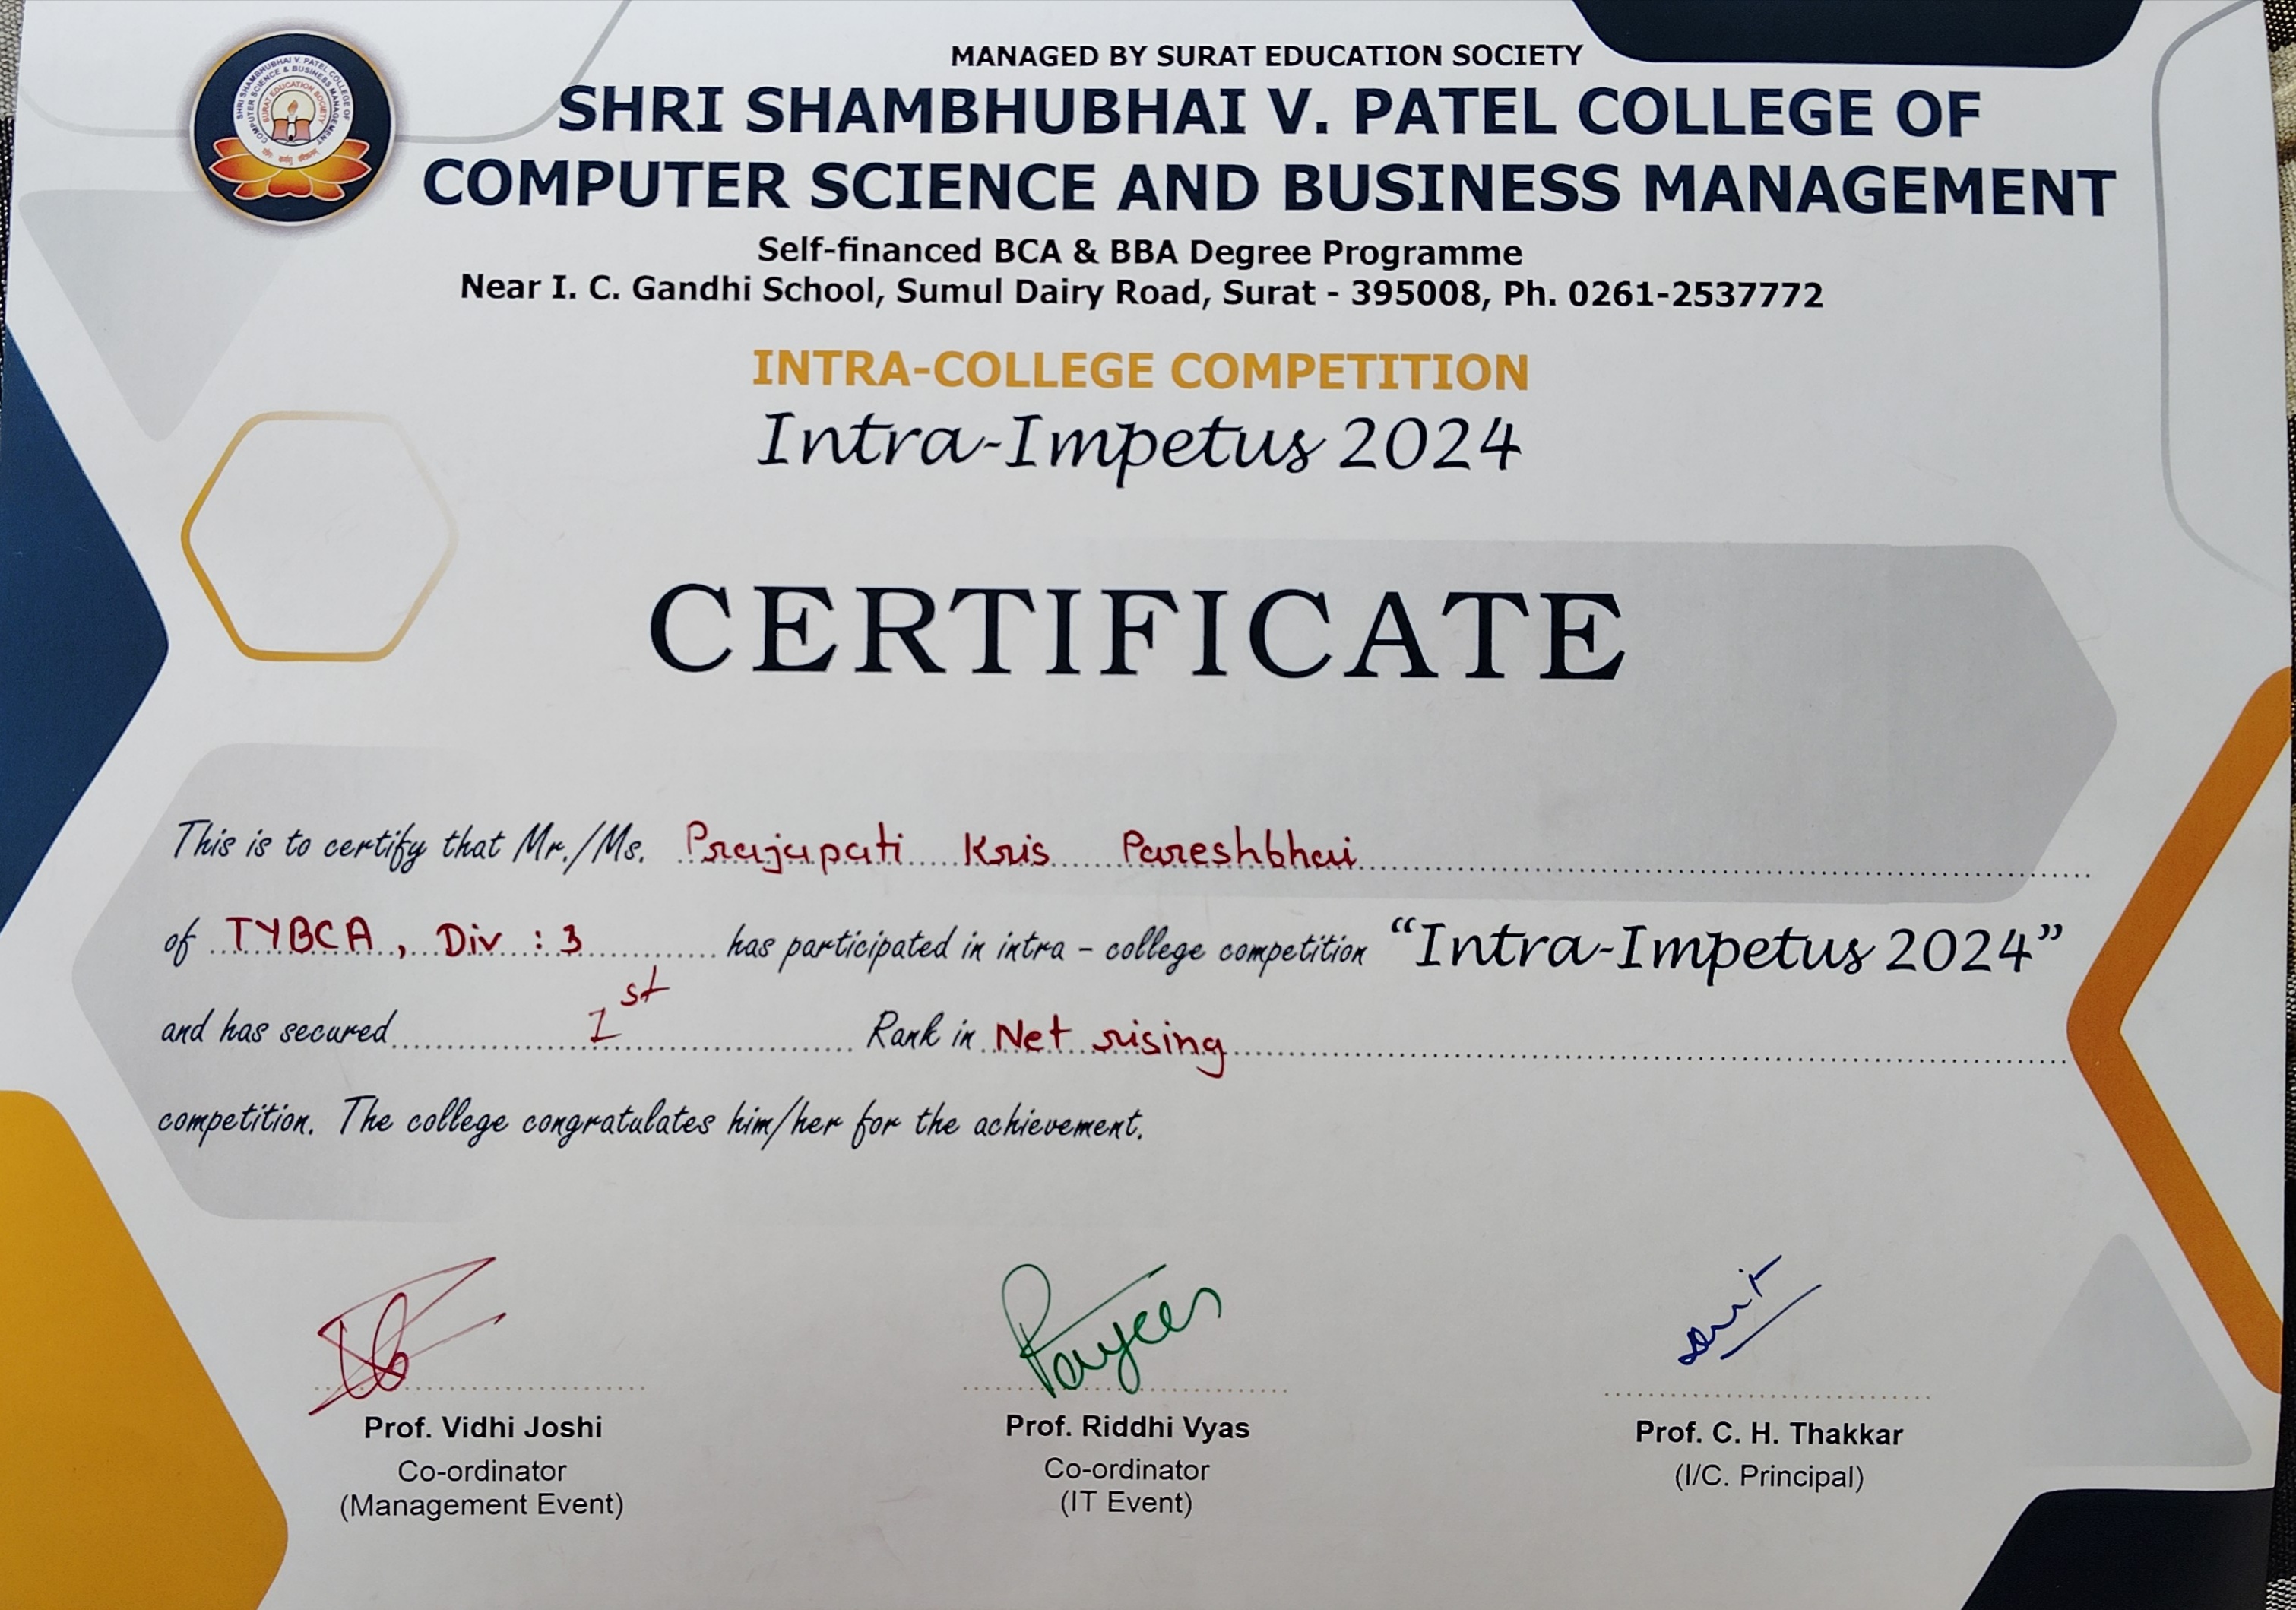 MANAGED BY SURAT EDUCATION SOCIETY
SHRI SHAMBHUBHAI V. PATEL COLLEGE OF
COMPUTER SCIENCE AND BUSINESS MANAGEMENT
SHRI SHAMBHUBHAI V. PATEL COLLEGE OF
COMPUTER SCIENCE & BUSINESS MANAGEMENT
SURAT EDUCATION SOCIETY
Self-financed BCA & BBA Degree Programme
Near I. C. Gandhi School, Sumul Dairy Road, Surat - 395008, Ph. 0261-2537772
INTRA-COLLEGE COMPETITION
Intra-Impetus 2024
CERTIFICATE
This is to certify that Mr./Ms. Prajapati Kris Pareshbhai
of TYBCA, Div : 3 has participated in intra - college competition “Intra-Impetus 2024”
and has secured 1st Rank in Net rising
competition. The college congratulates him/her for the achievement.
Prof. Vidhi Joshi
Co-ordinator
(Management Event)
Prof. Riddhi Vyas
Co-ordinator
(IT Event)
Prof. C. H. Thakkar
(I/C. Principal)